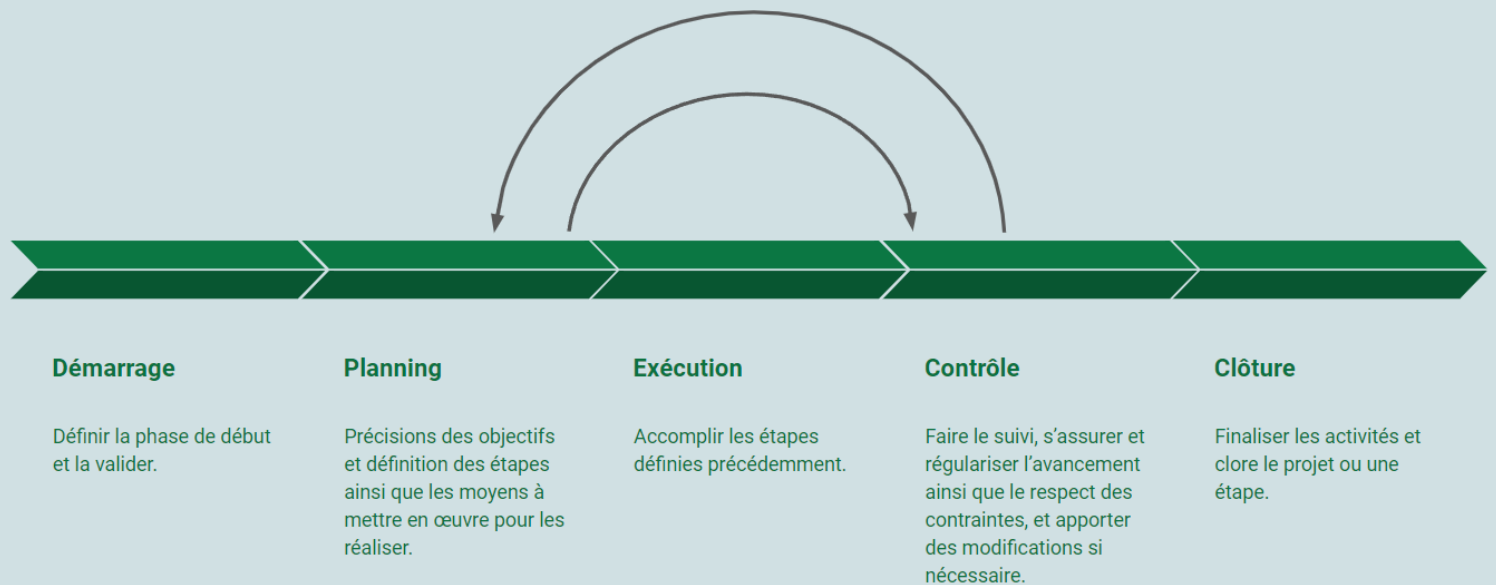 Démarrage
Définir la phase de début
et la valider.
Planning
Précisions des objectifs
et définition des étapes
ainsi que les moyens à
mettre en œuvre pour les
réaliser.
Exécution
Accomplir les étapes
définies précédemment.
Contrôle
Faire le suivi, s’assurer et
régulariser l’avancement
ainsi que le respect des
contraintes, et apporter
des modifications si
nécessaire.
Clôture
Finaliser les activités et
clore le projet ou une
étape.